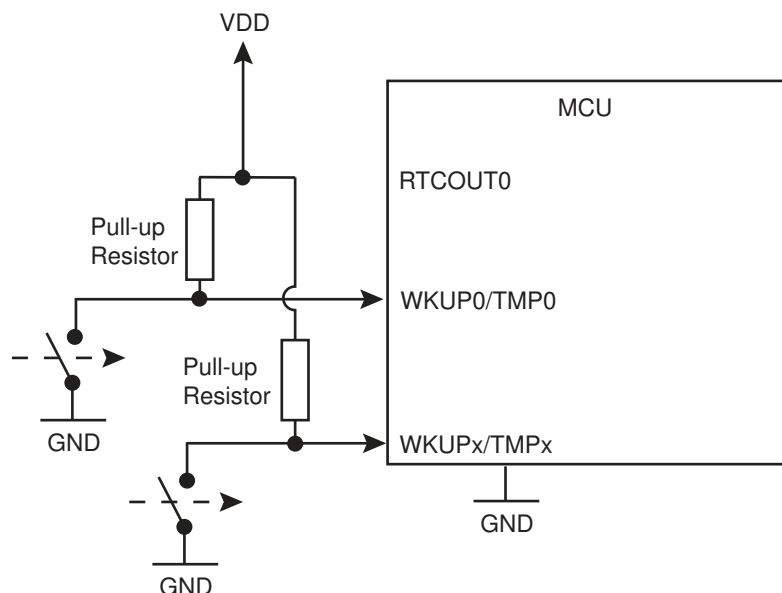 VDD
MCU
RTCOUT0
Pull-up
Resistor
WKUP0/TMP0
Pull-up
Resistor
GND
WKUPx/TMPx
GND
GND